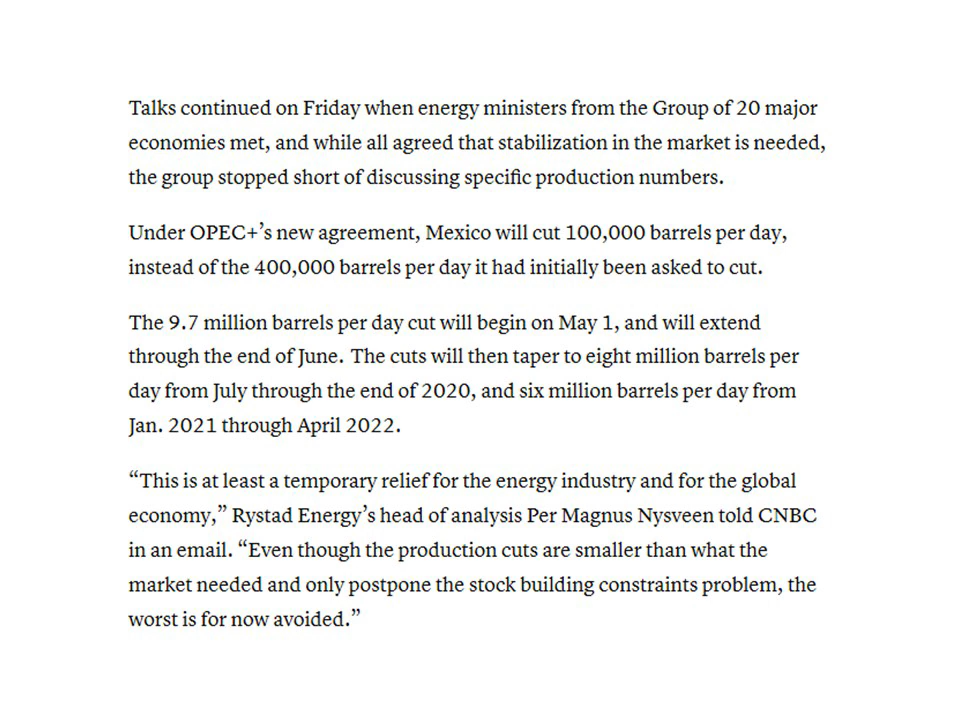 Talks continued on Friday when energy ministers from the Group of 20 major
economies met, and while all agreed that stabilization in the market is needed,
the group stopped short of discussing specific production numbers.
Under OPEC+’s new agreement, Mexico will cut 100,000 barrels per day,
instead of the 400,000 barrels per day it had initially been asked to cut.
The 9.7 million barrels per day cut will begin on May 1, and will extend
through the end of June. The cuts will then taper to eight million barrels per
day from July through the end of 2020, and six million barrels per day from
Jan. 2021 through April 2022.
“This is at least a temporary relief for the energy industry and for the global
economy,” Rystad Energy’s head of analysis Per Magnus Nysveen told CNBC
in an email. “Even though the production cuts are smaller than what the
market needed and only postpone the stock building constraints problem, the
worst is for now avoided.”